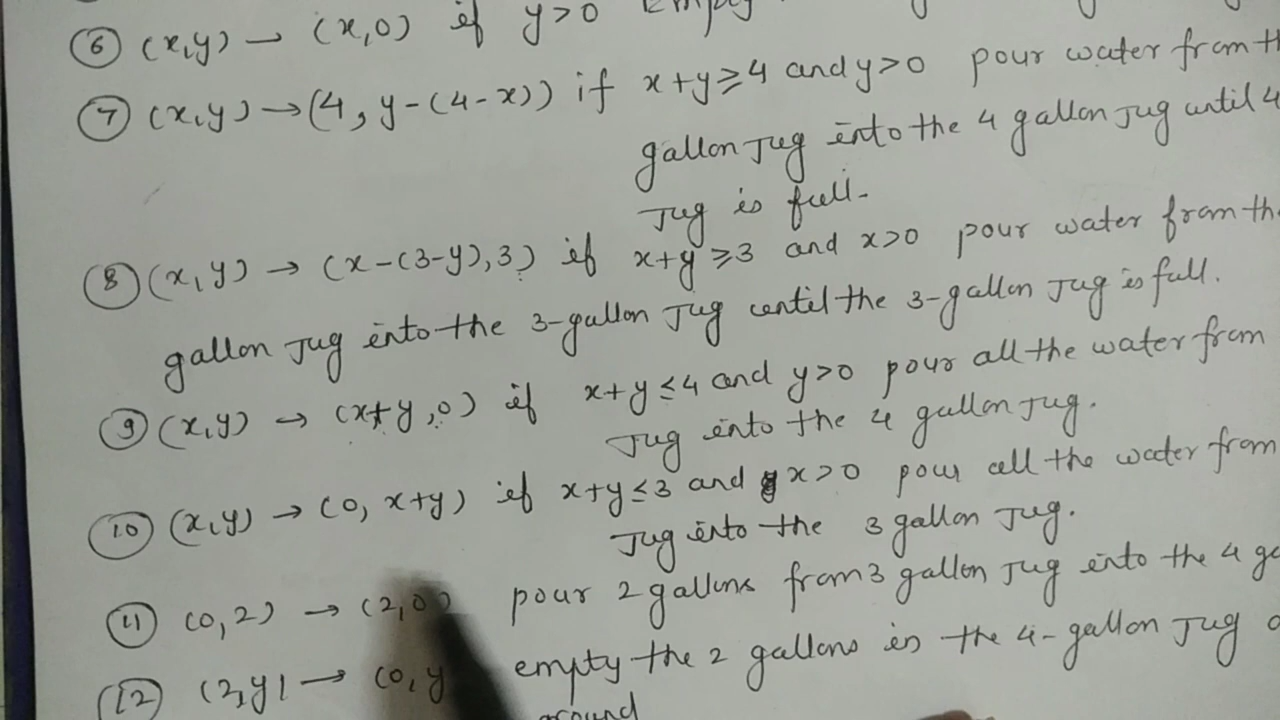 ⑥ (x,y) → (x,0) if y>0 Empty
⑦ (x,y) → (4, y-(4-x)) if x+y≥4 and y>0 pour water from th
gallon Jug into the 4 gallon Jug until 4
Jug is full.
⑧ (x,y) → (x-(3-y),3) if x+y≥3 and x>0 pour water from the
gallon Jug into the 3-gallon Jug until the 3-gallon Jug is full.
⑨ (x,y) → (x+y,0) if x+y≤4 and y>0 pour all the water from
Jug into the 4 gallon Jug.
⑩ (x,y) → (0, x+y) if x+y≤3 and x>0 pour all the water from
Jug into the 3 gallon Jug.
⑪ (0,2) → (2,0) pour 2 gallons from 3 gallon Jug into the 4 ga
⑫ (2,y) → (0,y empty the 2 gallons in the 4-gallon Jug o
ground